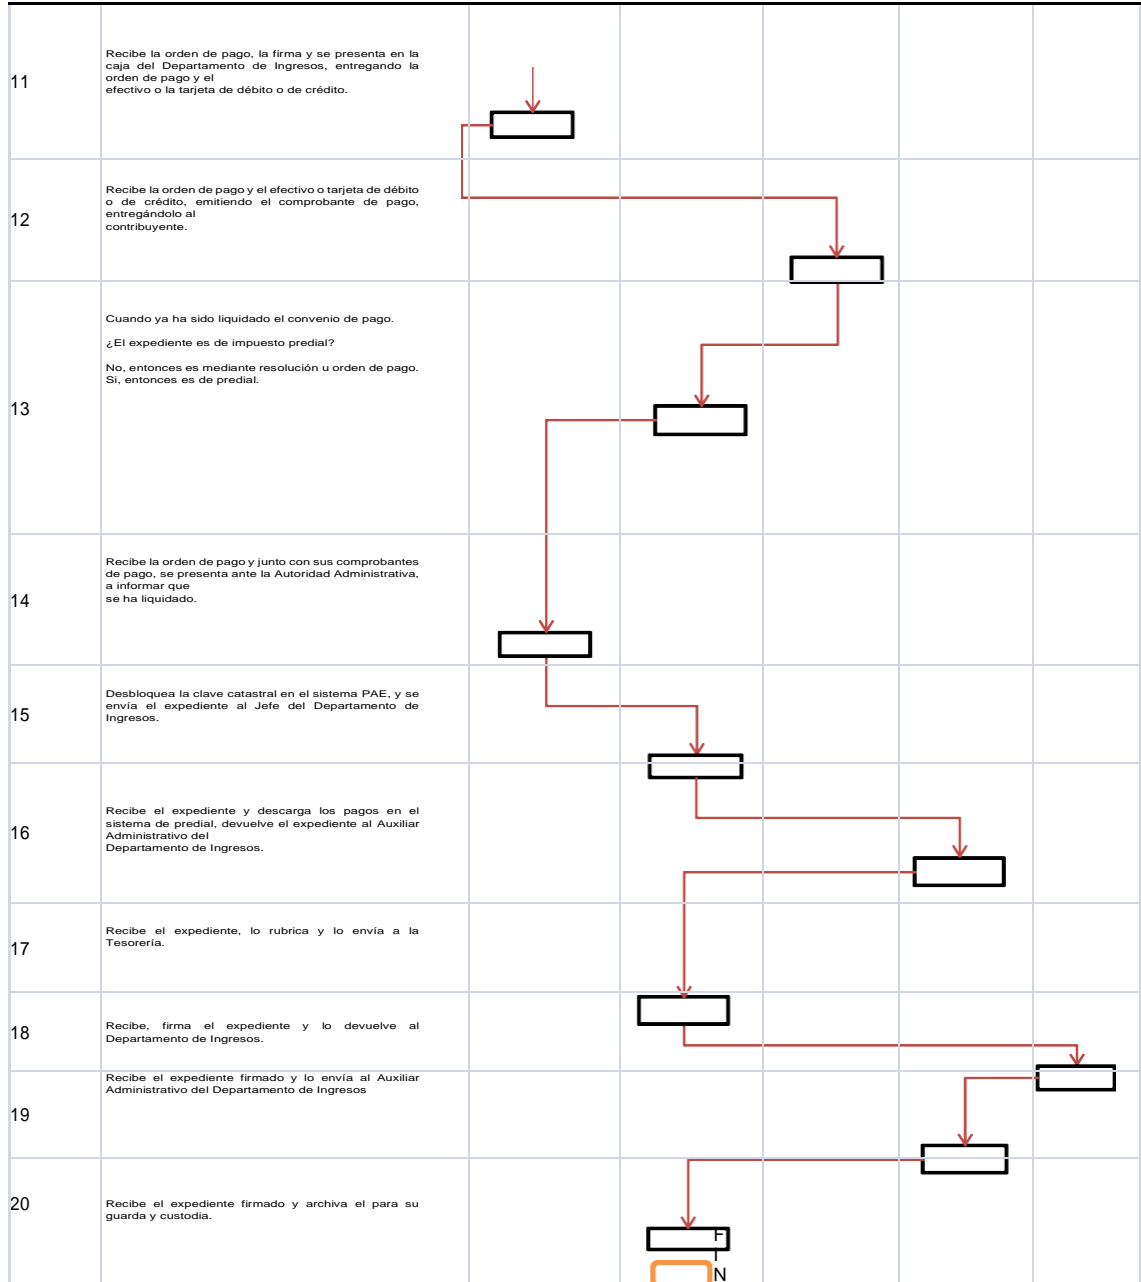 11
Recibe la orden de pago, la firma y se presenta en la
caja del Departamento de Ingresos, entregando la
orden de pago y el
efectivo o la tarjeta de débito o de crédito.
12
Recibe la orden de pago y el efectivo o tarjeta de débito
o de crédito, emitiendo el comprobante de pago,
entregándolo al
contribuyente.
13
Cuando ya ha sido liquidado el convenio de pago.
¿El expediente es de impuesto predial?
No, entonces es mediante resolución u orden de pago.
Si, entonces es de predial.
14
Recibe la orden de pago y junto con sus comprobantes
de pago, se presenta ante la Autoridad Administrativa,
a informar que
se ha liquidado.
15
Desbloquea la clave catastral en el sistema PAE, y se
envía el expediente al Jefe del Departamento de
Ingresos.
16
Recibe el expediente y descarga los pagos en el
sistema de predial, devuelve el expediente al Auxiliar
Administrativo del
Departamento de Ingresos.
17
Recibe el expediente, lo rubrica y lo envía a la
Tesorería.
18
Recibe, firma el expediente y lo devuelve al
Departamento de Ingresos.
19
Recibe el expediente firmado y lo envía al Auxiliar
Administrativo del Departamento de Ingresos
20
Recibe el expediente firmado y archiva el para su
guarda y custodia.
F
I
N